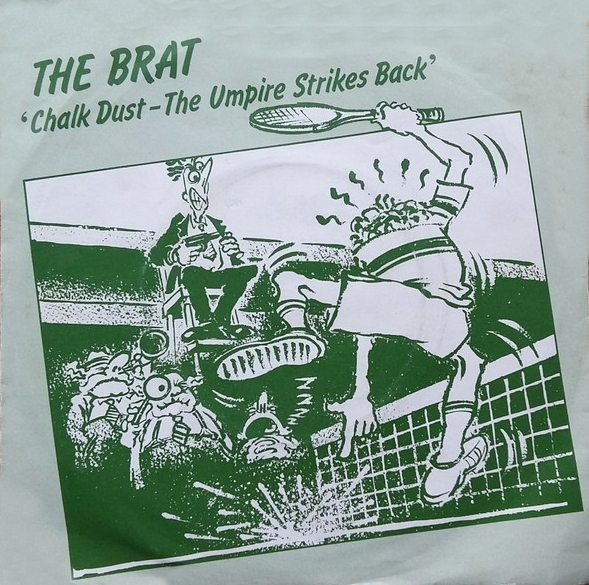 THE BRAT
'Chalk Dust–The Umpire Strikes Back'